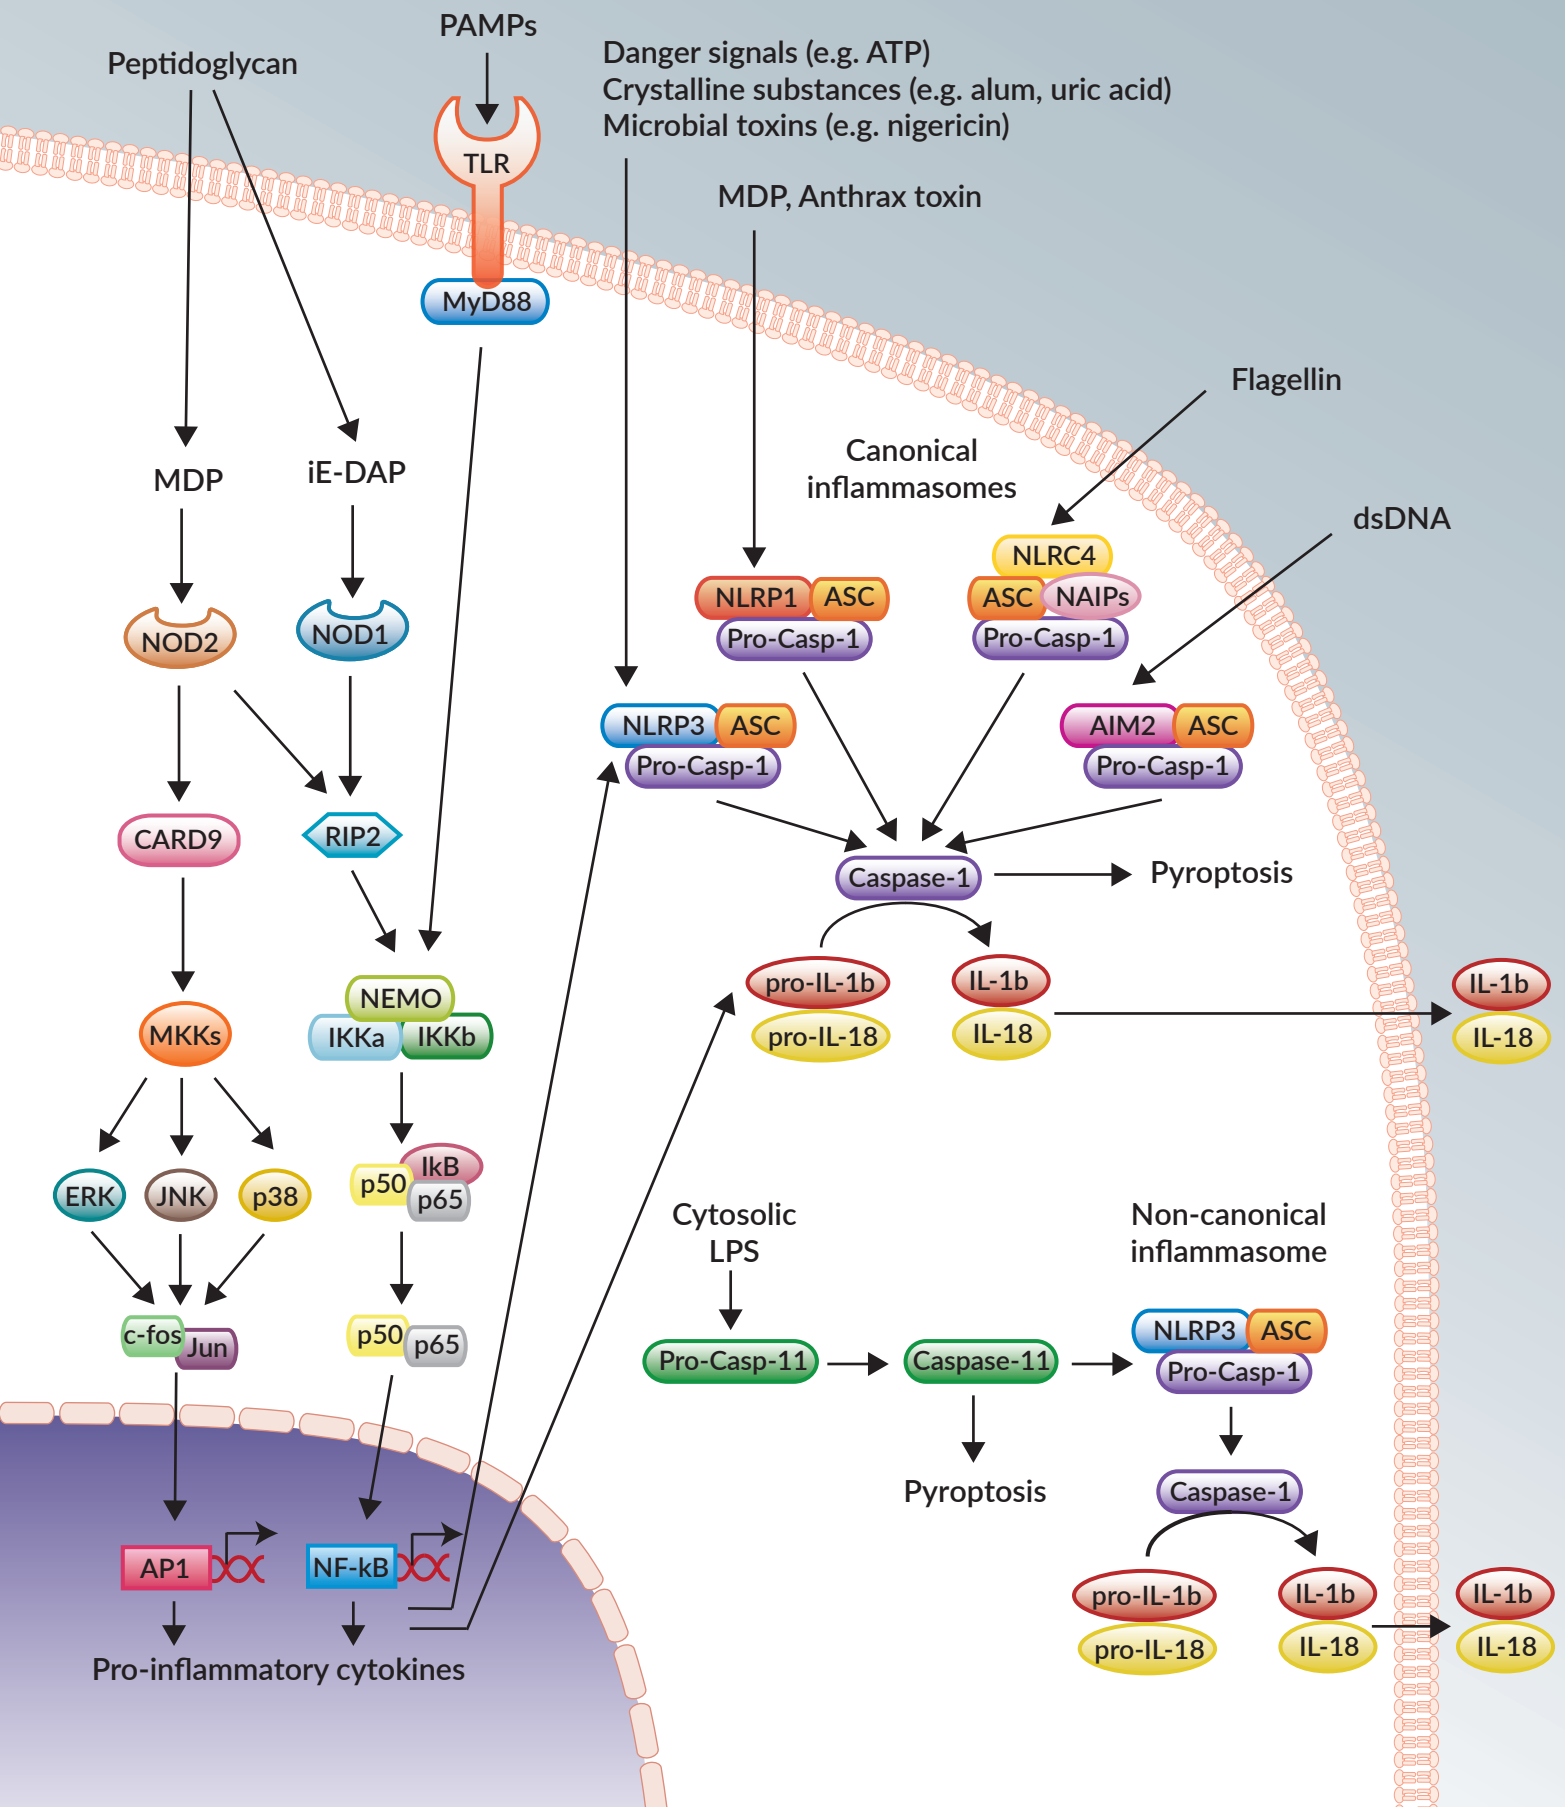 PAMPs
Peptidoglycan
Danger signals (e.g. ATP)
Crystalline substances (e.g. alum, uric acid)
Microbial toxins (e.g. nigericin)
TLR
MDP, Anthrax toxin
MyD88
Flagellin
Canonical
inflammasomes
MDP
iE-DAP
dsDNA
NLRC4
NLRP1
ASC
ASC
NAIPs
Pro-Casp-1
Pro-Casp-1
NOD2
NOD1
NLRP3
ASC
Pro-Casp-1
AIM2
ASC
Pro-Casp-1
CARD9
RIP2
Caspase-1
Pyroptosis
pro-IL-1b
pro-IL-18
IL-1b
IL-18
IL-1b
IL-18
NEMO
IKKa
IKKb
MKKs
IkB
p50
p65
ERK
JNK
p38
Cytosolic
LPS
Non-canonical
inflammasome
c-fos
Jun
p50
p65
Pro-Casp-11
Caspase-11
NLRP3
ASC
Pro-Casp-1
Pyroptosis
Caspase-1
AP1
NF-kB
pro-IL-1b
pro-IL-18
IL-1b
IL-18
IL-1b
IL-18
Pro-inflammatory cytokines